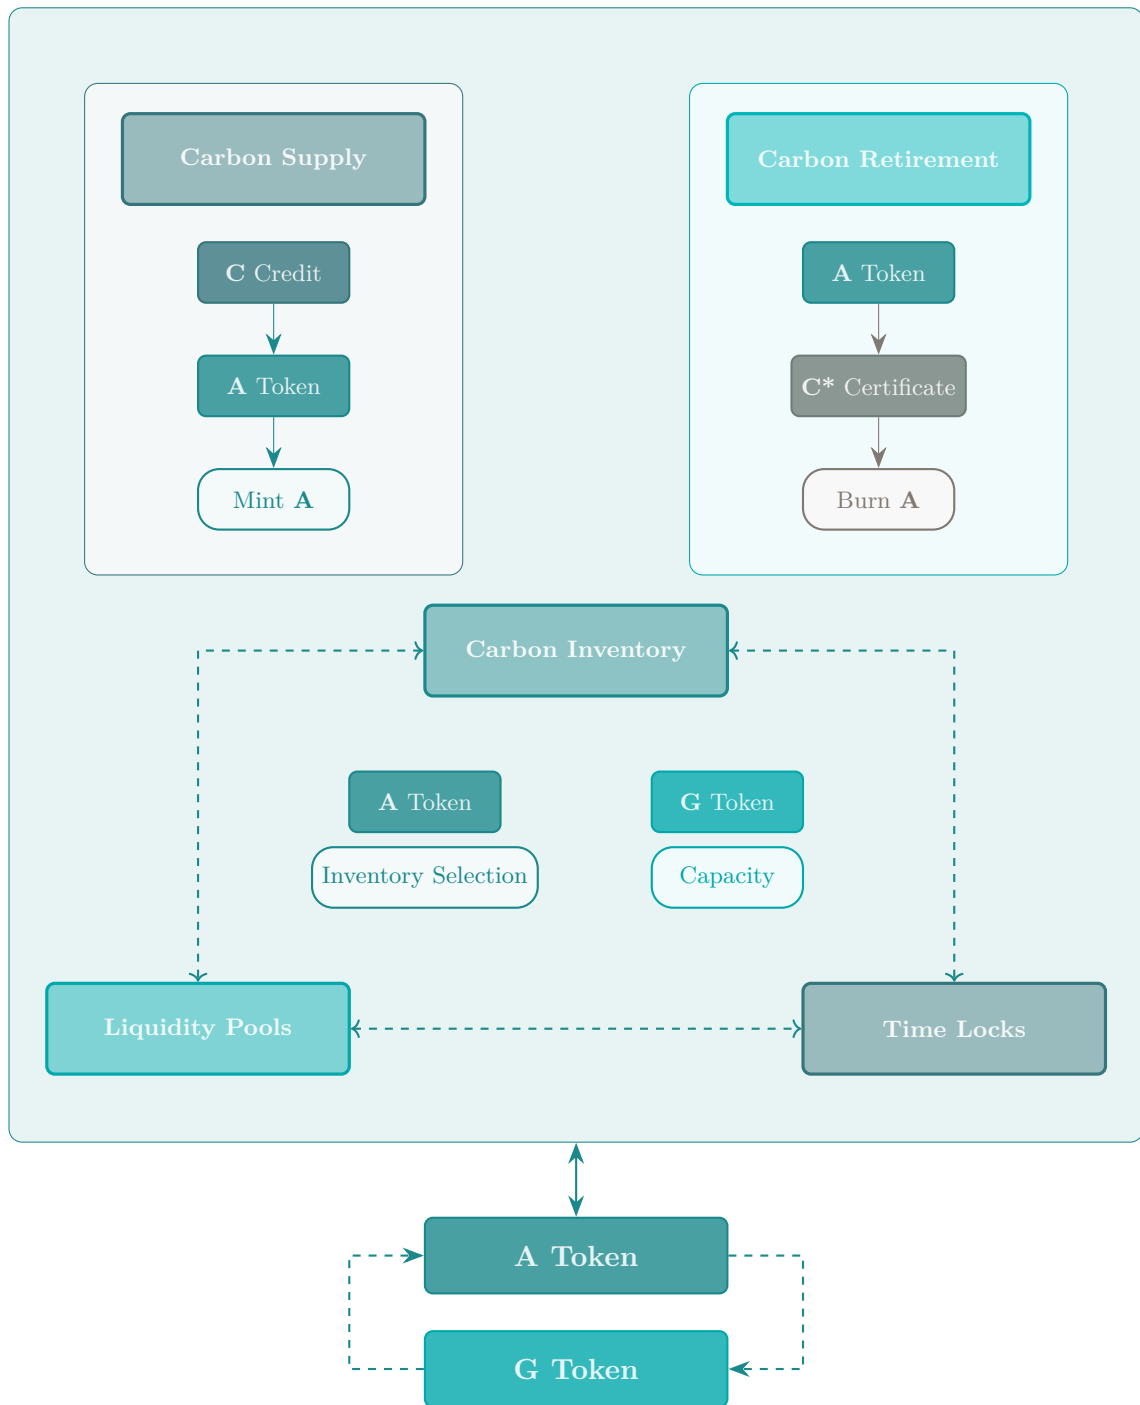 Carbon Supply
C Credit
A Token
Mint A
Carbon Retirement
A Token
C* Certificate
Burn A
Carbon Inventory
A Token
Inventory Selection
G Token
Capacity
Liquidity Pools
Time Locks
A Token
G Token